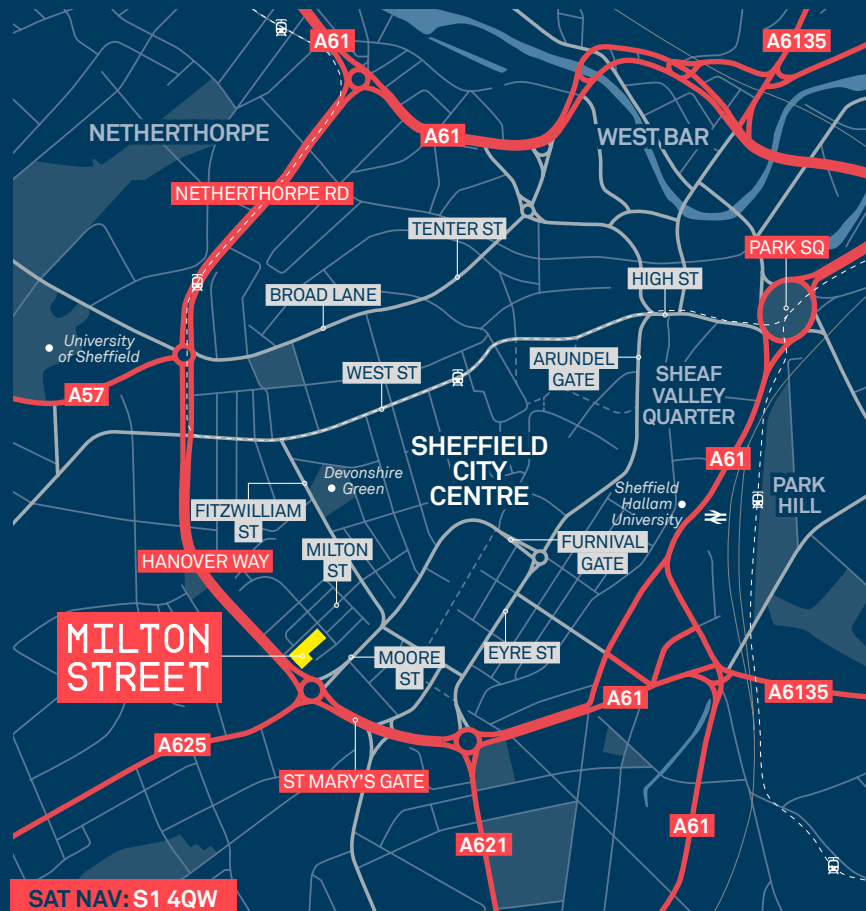 A61
A6135
NETHERTHORPE
A61
WEST BAR
NETHERTHORPE RD
TENTER ST
PARK SQ
HIGH ST
BROAD LANE
University
of Sheffield
ARUNDEL
GATE
WEST ST
SHEAF
VALLEY
QUARTER
A57
SHEFFIELD
CITY
CENTRE
A61
Devonshire
Green
Sheffield
Hallam
University
PARK
HILL
FITZWILLIAM
ST
FURNIVAL
GATE
MILTON
ST
HANOVER WAY
MILTON
STREET
MOORE
ST
EYRE ST
A61
A6135
A625
ST MARY'S GATE
A61
A621
SAT NAV: S1 4QW